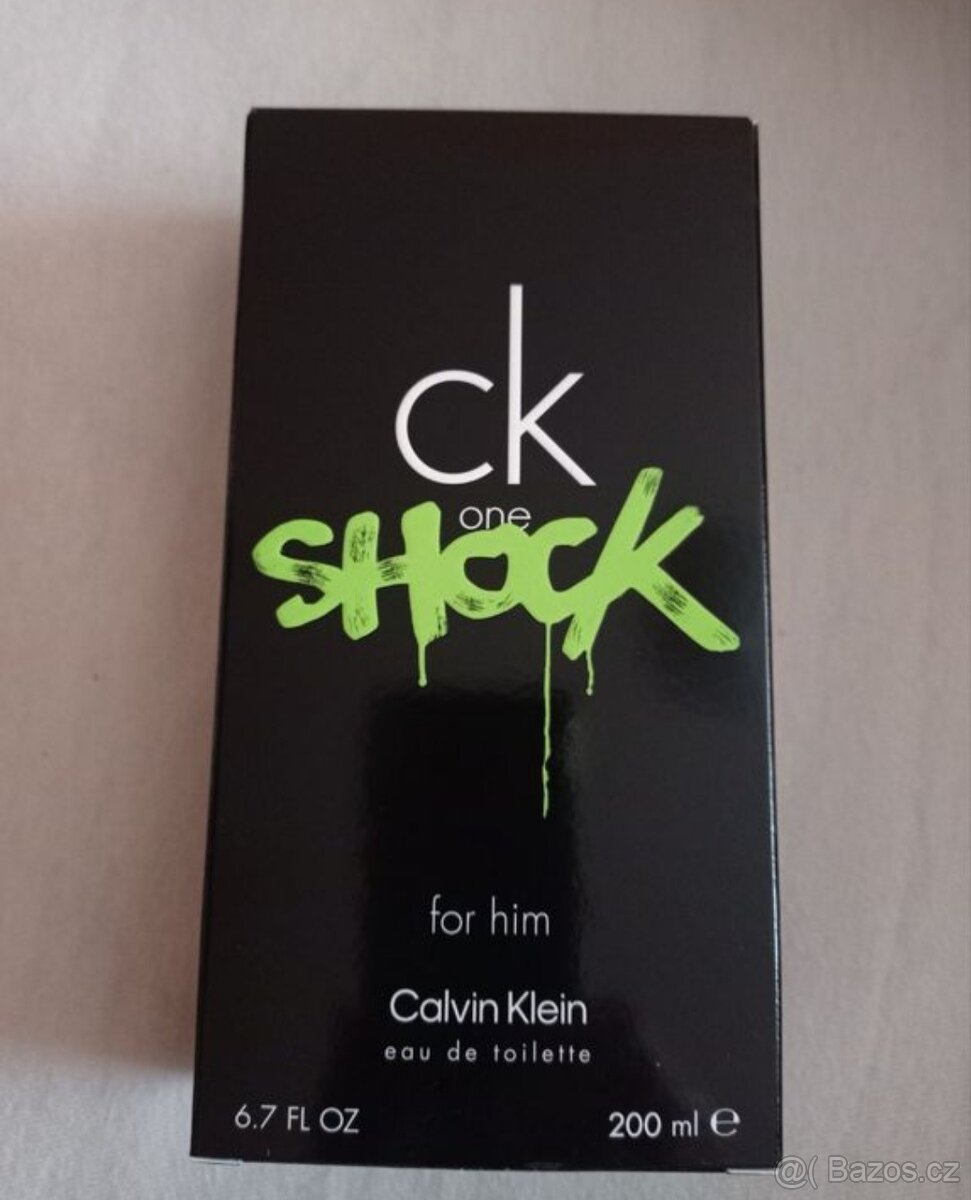 ck
one
SHOCK
for him
Calvin Klein
eau de toilette
6.7 FL OZ 200 ml ℮
@( Bazos.cz